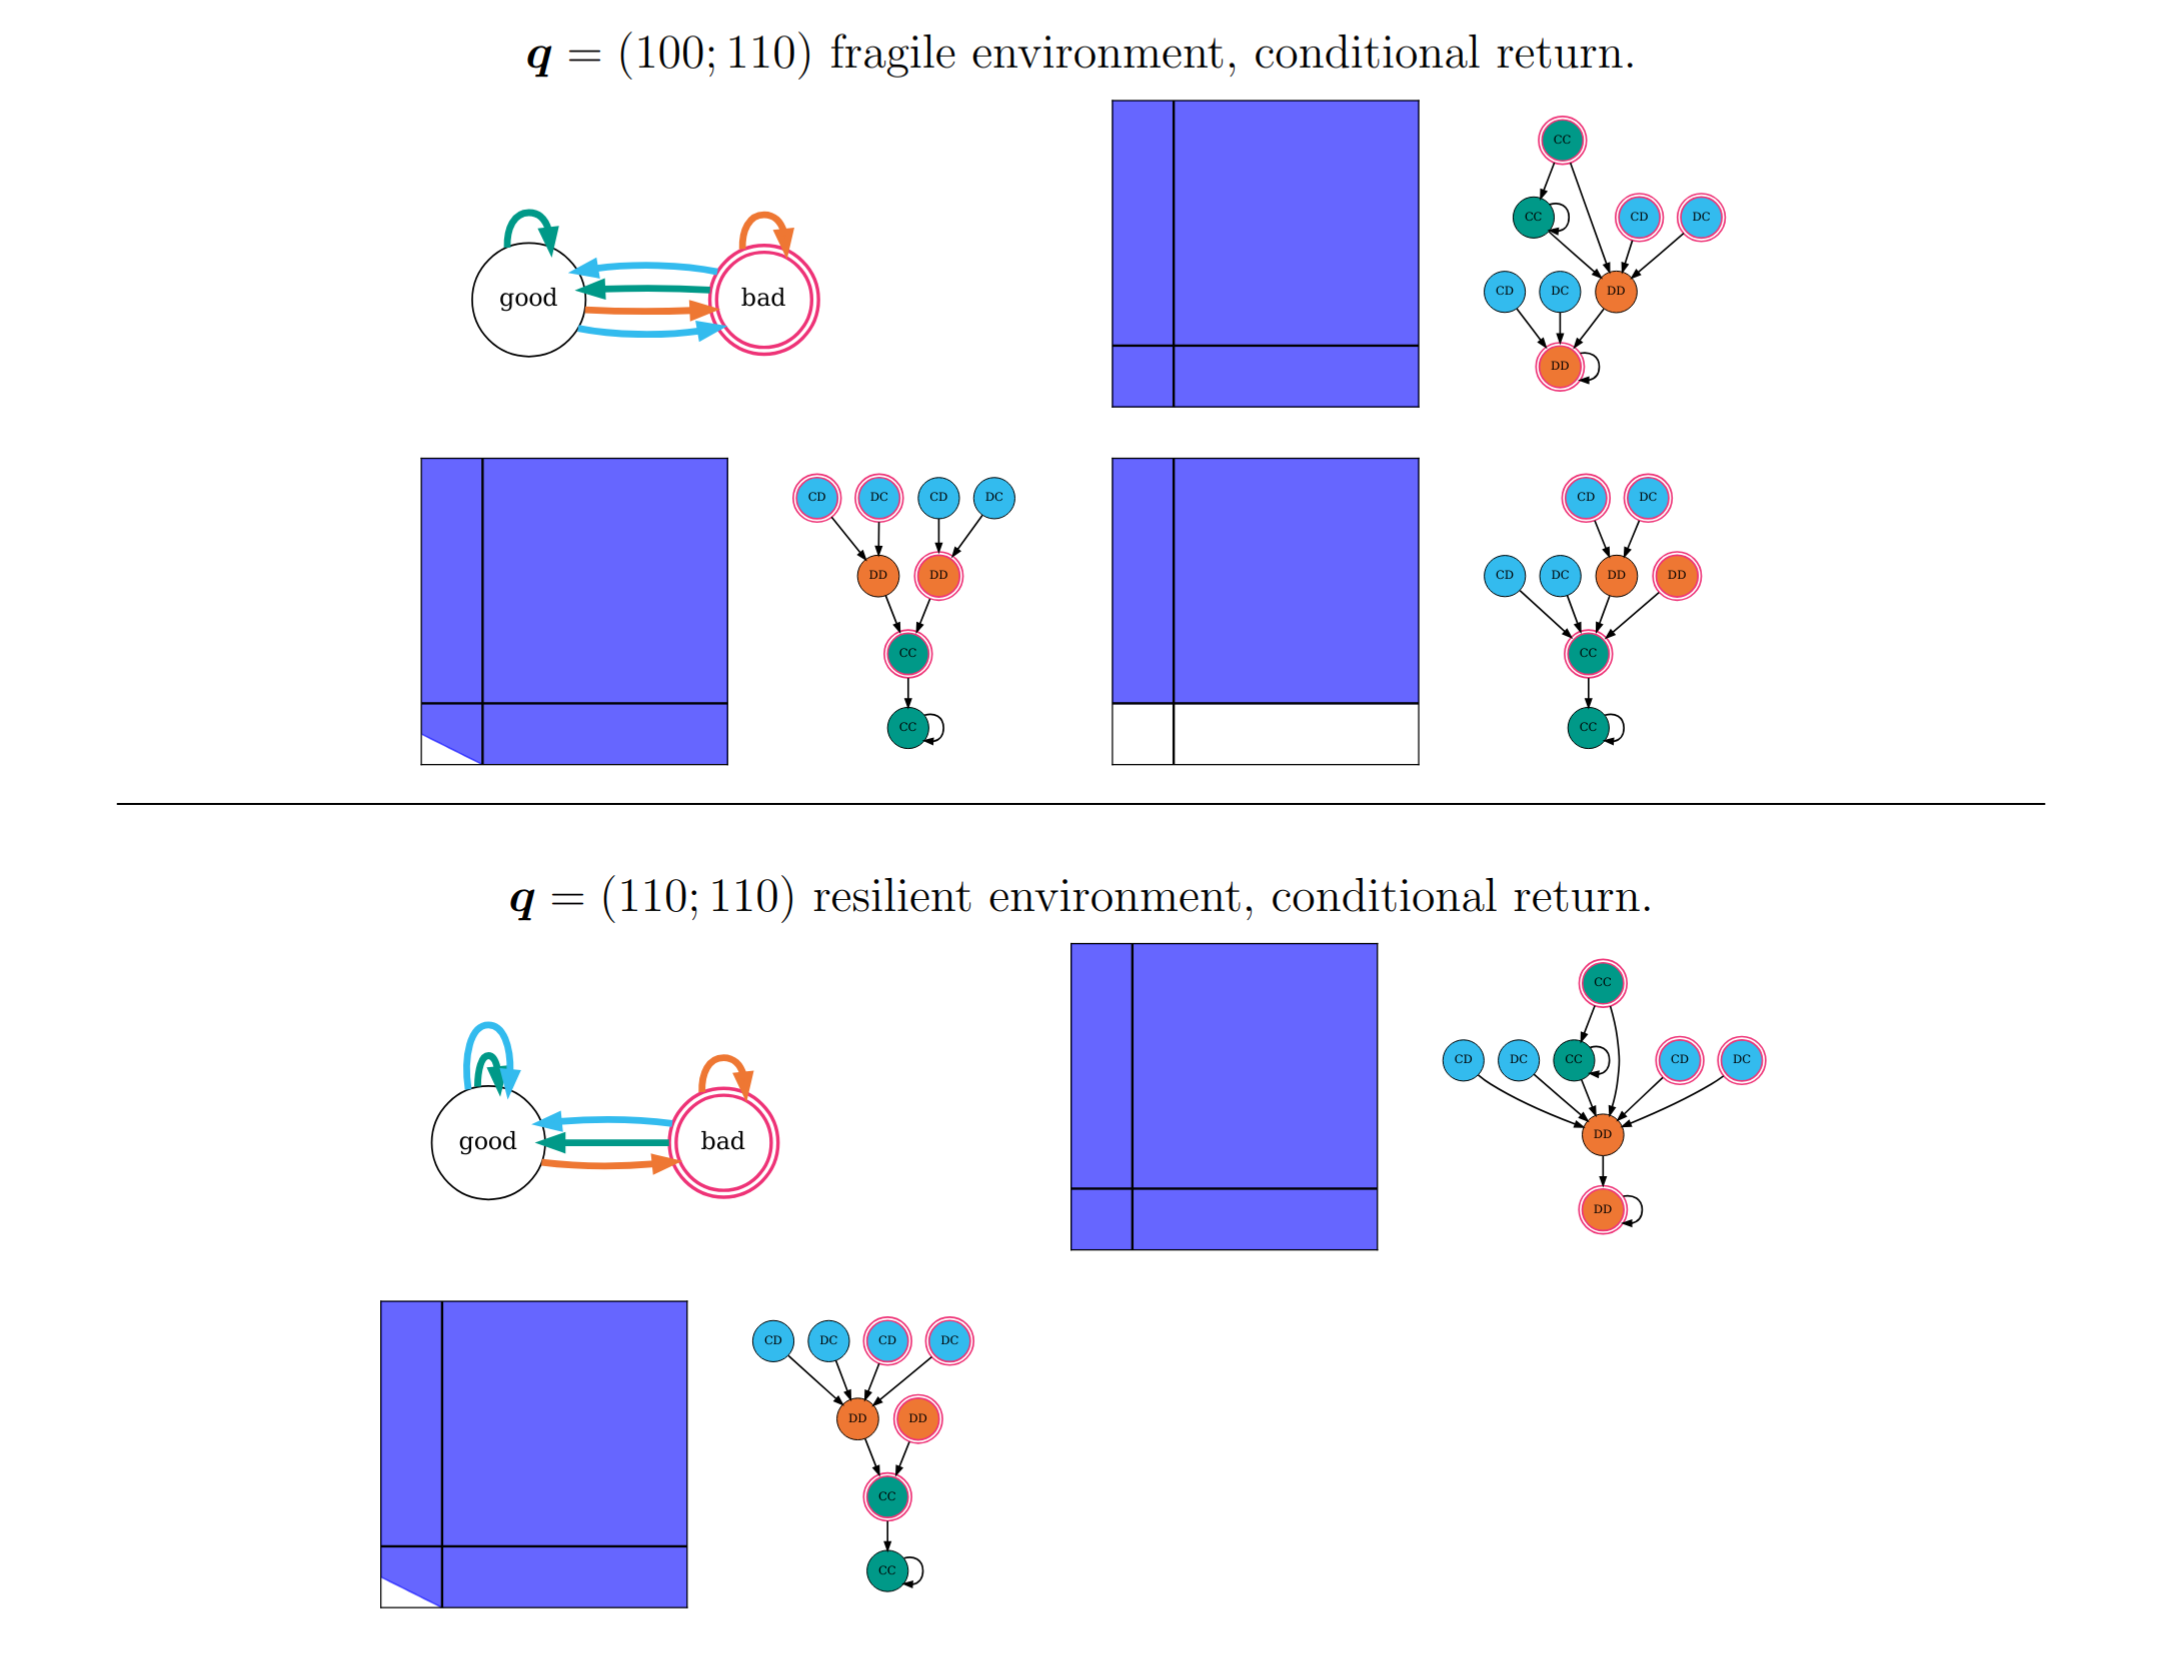 q = (100; 110) fragile environment, conditional return.
CC
CC CD DC
good bad
CD DC DD
DD
CD DC CD DC
DD DD
CC
CC
CD DC
CD DC DD DD
CC
CC
q = (110; 110) resilient environment, conditional return.
CC
CD DC CC CD DC
good bad
DD
DD
CD DC CD DC
DD DD
CC
CC